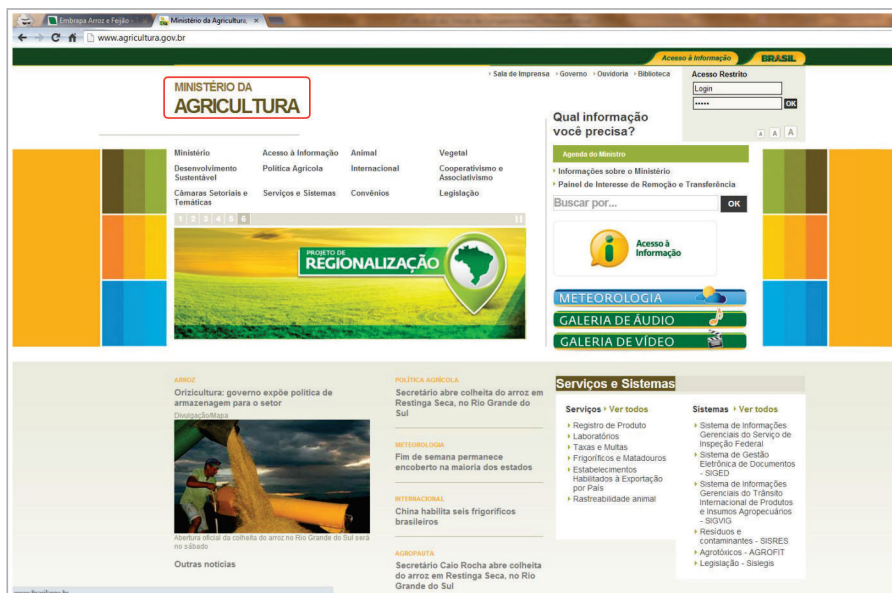 Embrapa Arroz e Feijão -
Ministério da Agricultura,
www.agricultura.gov.br
Acesso à Informação
BRASIL
Sala de Imprensa
Governo
Ouvidoria
Biblioteca
Acesso Restrito
Login
•••••
OK
MINISTÉRIO DA
AGRICULTURA
Qual informação
você precisa?
A A A
Ministério
Acesso à Informação
Animal
Vegetal
Desenvolvimento
Sustentável
Política Agrícola
Internacional
Cooperativismo e
Associativismo
Câmaras Setoriais e
Temáticas
Serviços e Sistemas
Convênios
Legislação
Agenda do Ministro
Informações sobre o Ministério
Painel de Interesse de Remoção e Transferência
Buscar por...
OK
1 2 3 4 5 6
PROJETO DE
REGIONALIZAÇÃO
i
Acesso à
Informação
METEOROLOGIA
GALERIA DE ÁUDIO
GALERIA DE VÍDEO
ARROZ
Orizicultura: governo expõe política de
armazenagem para o setor
Divulgação/Mapa
Abertura oficial da colheita do arroz no Rio Grande do Sul será
no sábado
Outras notícias
POLÍTICA AGRÍCOLA
Secretário abre colheita do arroz em
Restinga Seca, no Rio Grande do
Sul
METEOROLOGIA
Fim de semana permanece
encoberto na maioria dos estados
INTERNACIONAL
China habilita seis frigoríficos
brasileiros
AGROPAUTA
Secretário Caio Rocha abre colheita
do arroz em Restinga Seca, no Rio
Grande do Sul
Serviços e Sistemas
Serviços Ver todos
Registro de Produto
Laboratórios
Taxas e Multas
Frigoríficos e Matadouros
Estabelecimentos
Habilitados à Exportação
por País
Rastreabilidade animal
Sistemas Ver todos
Sistema de Informações
Gerenciais do Serviço de
Inspeção Federal
Sistema de Gestão
Eletrônica de Documentos
- SIGED
Sistema de Informações
Gerenciais do Trânsito
Internacional de Produtos
e Insumos Agropecuários
- SIGVIG
Resíduos e
contaminantes - SISRES
Agrotóxicos - AGROFIT
Legislação - Sislegis